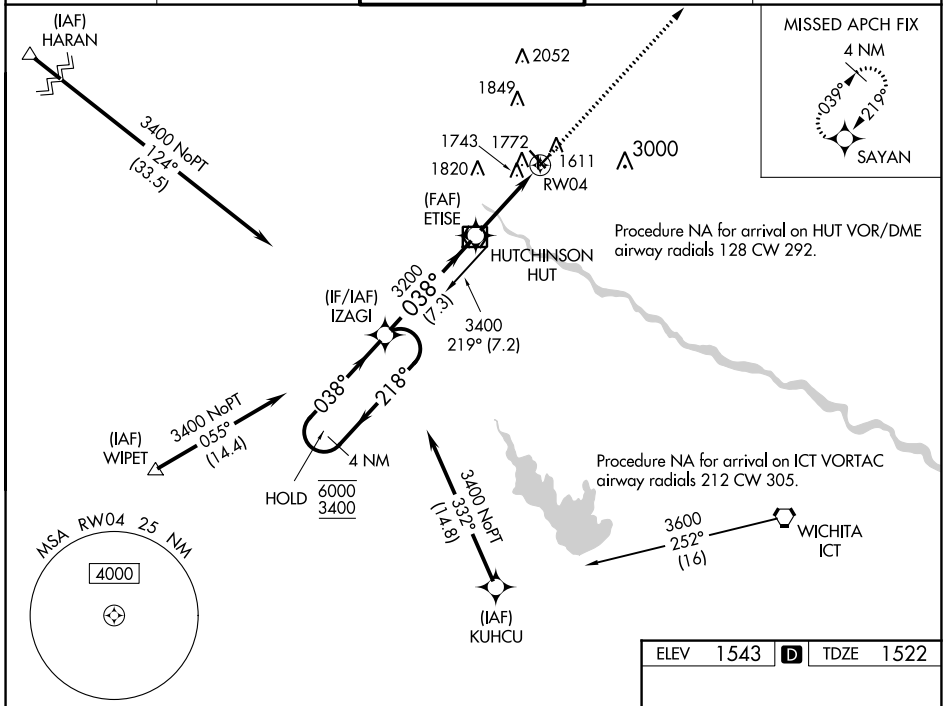 (IAF)
HARAN
3400 NoPT
124°
(33.5)
2052
1849
1743
1772
1820
1611
RW04
3000
MISSED APCH FIX
4 NM
039°
219°
SAYAN
(FAF)
ETISE
HUTCHINSON
HUT
Procedure NA for arrival on HUT VOR/DME
airway radials 128 CW 292.
3200
038°
(7.3)
3400
219° (7.2)
(IF/IAF)
IZAGI
038°
218°
4 NM
HOLD
6000
3400
3400 NoPT
055°
(14.4)
(IAF)
WIPET
3400 NoPT
332°
(14.8)
(IAF)
KUHCU
Procedure NA for arrival on ICT VORTAC
airway radials 212 CW 305.
3600
252°
(16)
WICHITA
ICT
MSA RW04 25 NM
4000
ELEV 1543 D TDZE 1522